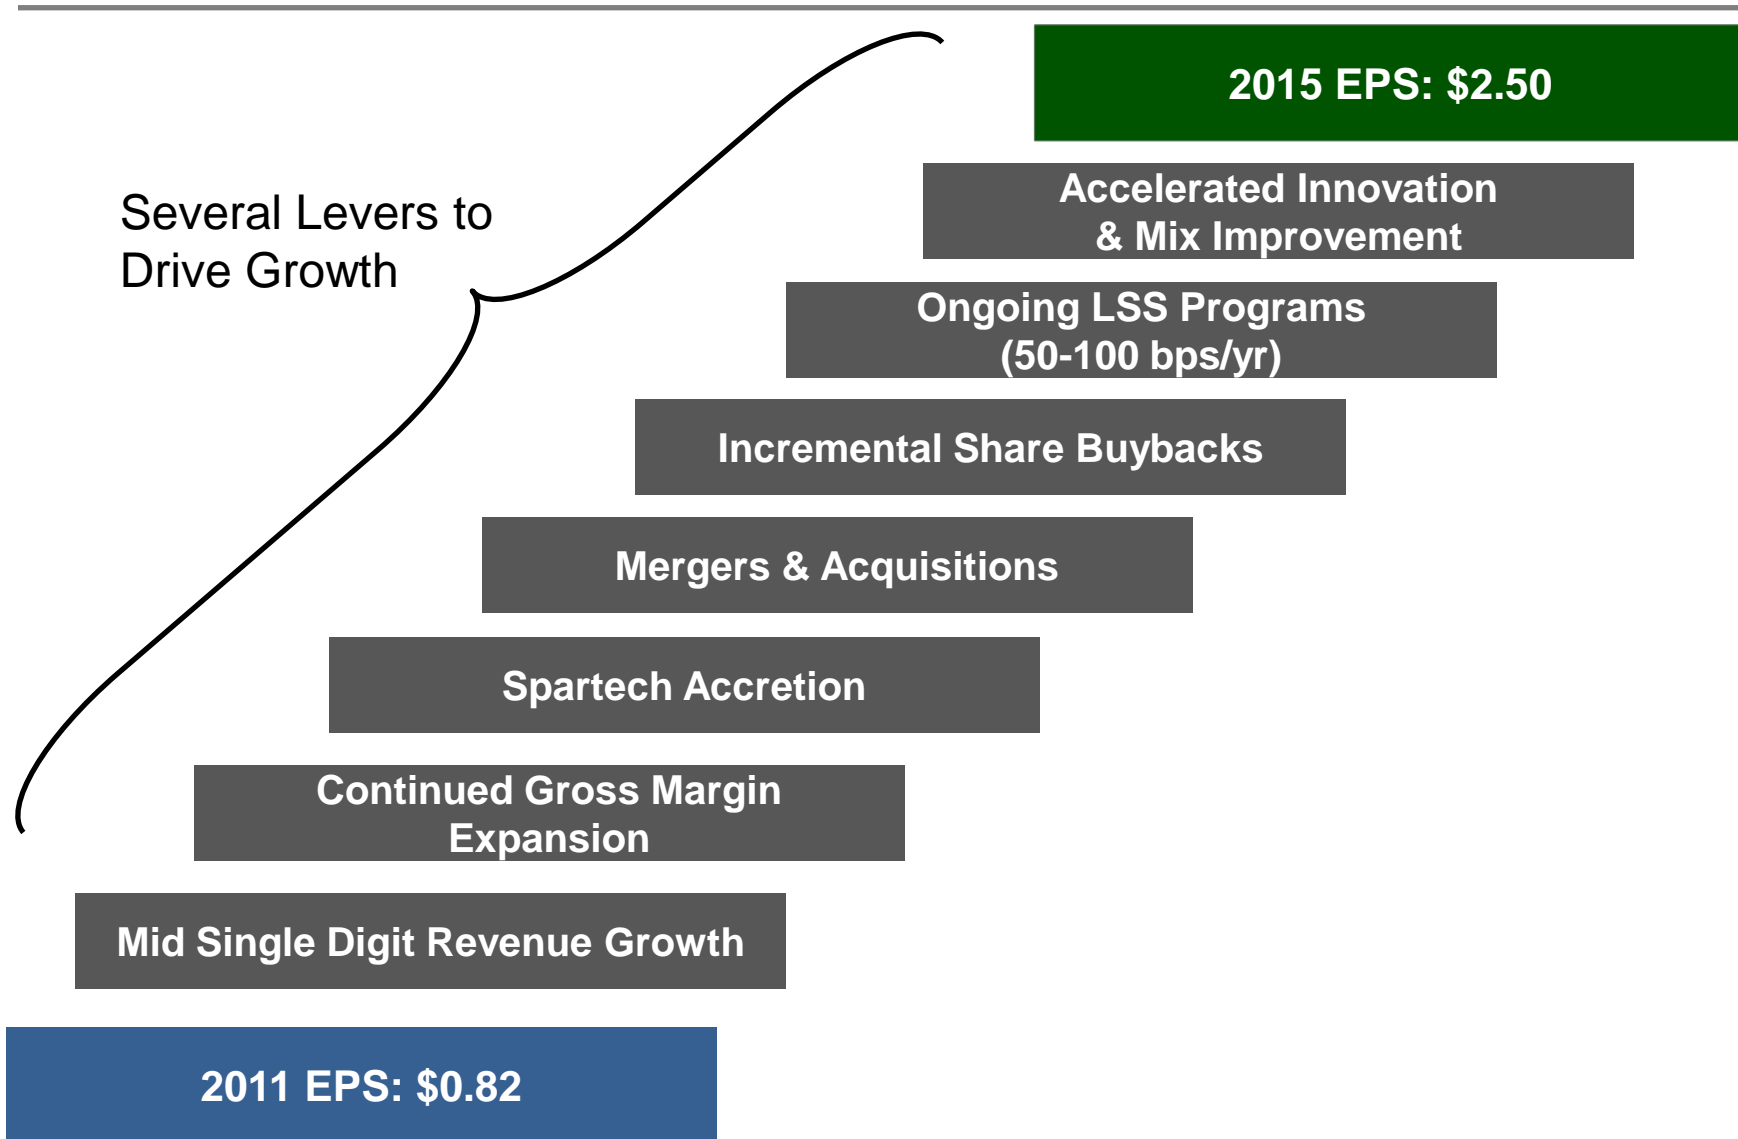 2015 EPS: $2.50
Accelerated Innovation
& Mix Improvement
Several Levers to
Drive Growth
Ongoing LSS Programs
(50-100 bps/yr)
Incremental Share Buybacks
Mergers & Acquisitions
Spartech Accretion
Continued Gross Margin
Expansion
Mid Single Digit Revenue Growth
2011 EPS: $0.82